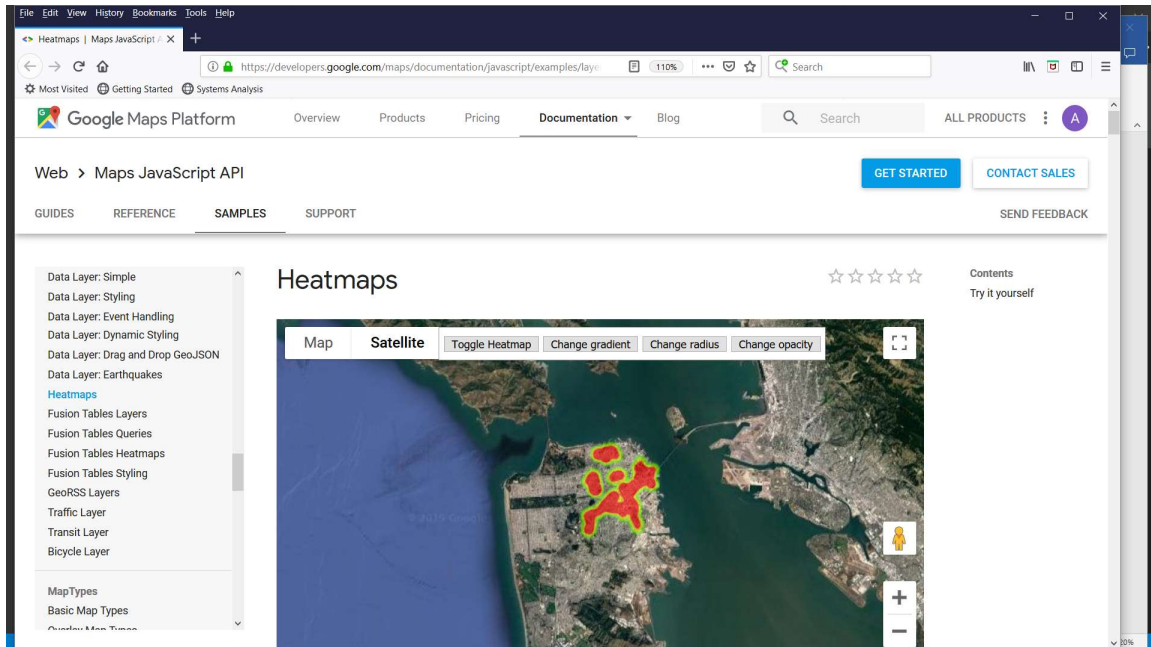 File Edit View History Bookmarks Tools Help
Heatmaps | Maps JavaScript A
https://developers.google.com/maps/documentation/javascript/examples/laye 110% Search
Most Visited Getting Started Systems Analysis
Google Maps Platform Overview Products Pricing Documentation Blog Search ALL PRODUCTS A
Web > Maps JavaScript API GET STARTED CONTACT SALES
GUIDES REFERENCE SAMPLES SUPPORT SEND FEEDBACK
Data Layer: Simple
Data Layer: Styling
Data Layer: Event Handling
Data Layer: Dynamic Styling
Data Layer: Drag and Drop GeoJSON
Data Layer: Earthquakes
Heatmaps
Fusion Tables Layers
Fusion Tables Queries
Fusion Tables Heatmaps
Fusion Tables Styling
GeoRSS Layers
Traffic Layer
Transit Layer
Bicycle Layer
MapTypes
Basic Map Types
Overlay Map Types
Heatmaps
Map Satellite Toggle Heatmap Change gradient Change radius Change opacity
Contents
Try it yourself